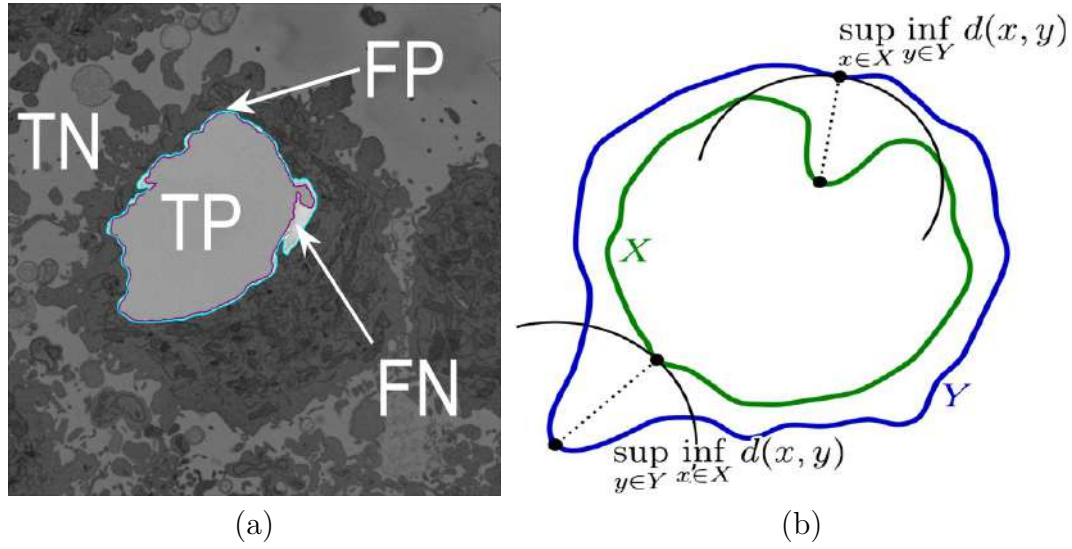 FP
TN
TP
FN
(a)
sup inf d(x, y)
x∈X y∈Y
X
Y
sup inf d(x, y)
y∈Y x∈X
(b)